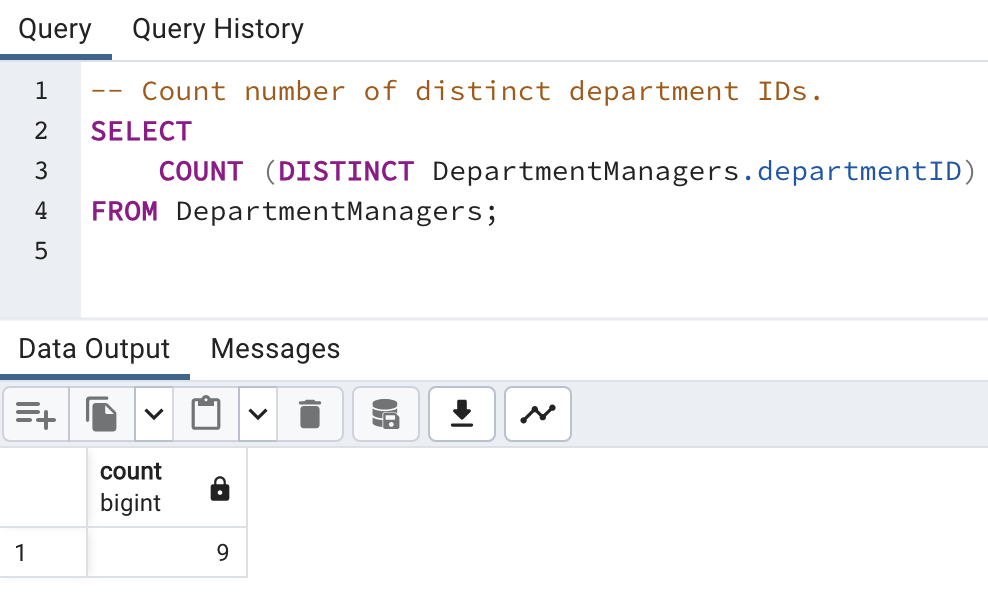 Query Query History
1 -- Count number of distinct department IDs.
2 SELECT
3     COUNT (DISTINCT DepartmentManagers.departmentID)
4 FROM DepartmentManagers;
5
Data Output Messages
count
bigint
1 9